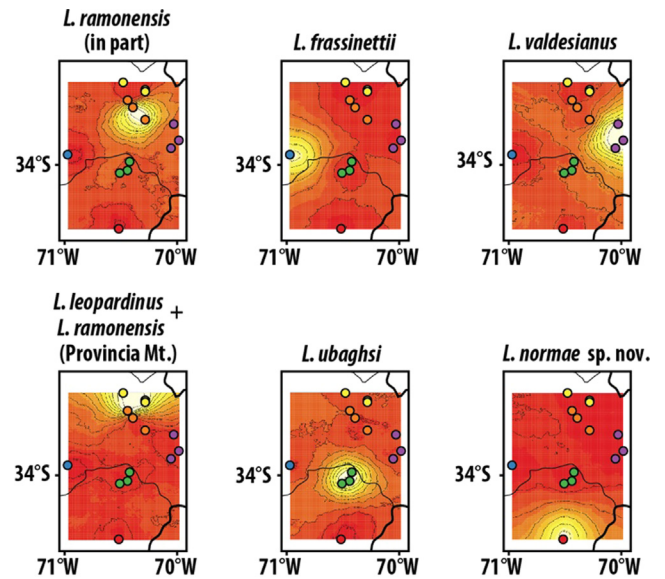 L. ramonensis
(in part)
L. frassinettii
L. valdesianus
34°S
34°S
34°S
71°W 70°W
71°W 70°W
71°W 70°W
L. leopardinus +
L. ramonensis
(Provincia Mt.)
L. ubaghsi
L. normae sp. nov.
34°S
34°S
34°S
71°W 70°W
71°W 70°W
71°W 70°W